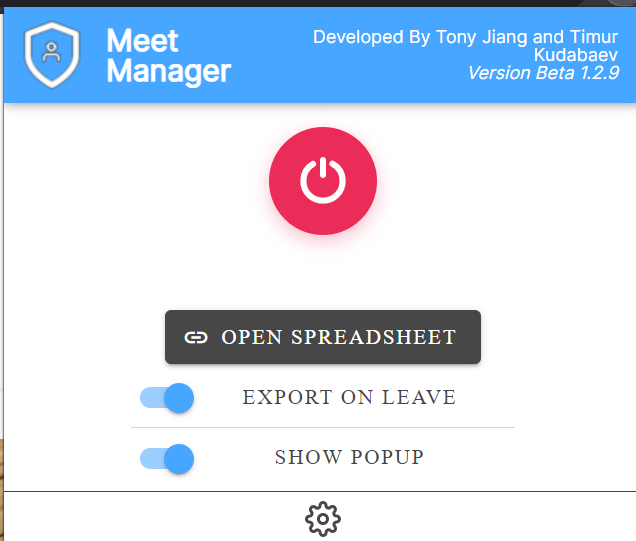 Meet
Manager
Developed By Tony Jiang and Timur
Kudabaev
Version Beta 1.2.9
OPEN SPREADSHEET
EXPORT ON LEAVE
SHOW POPUP